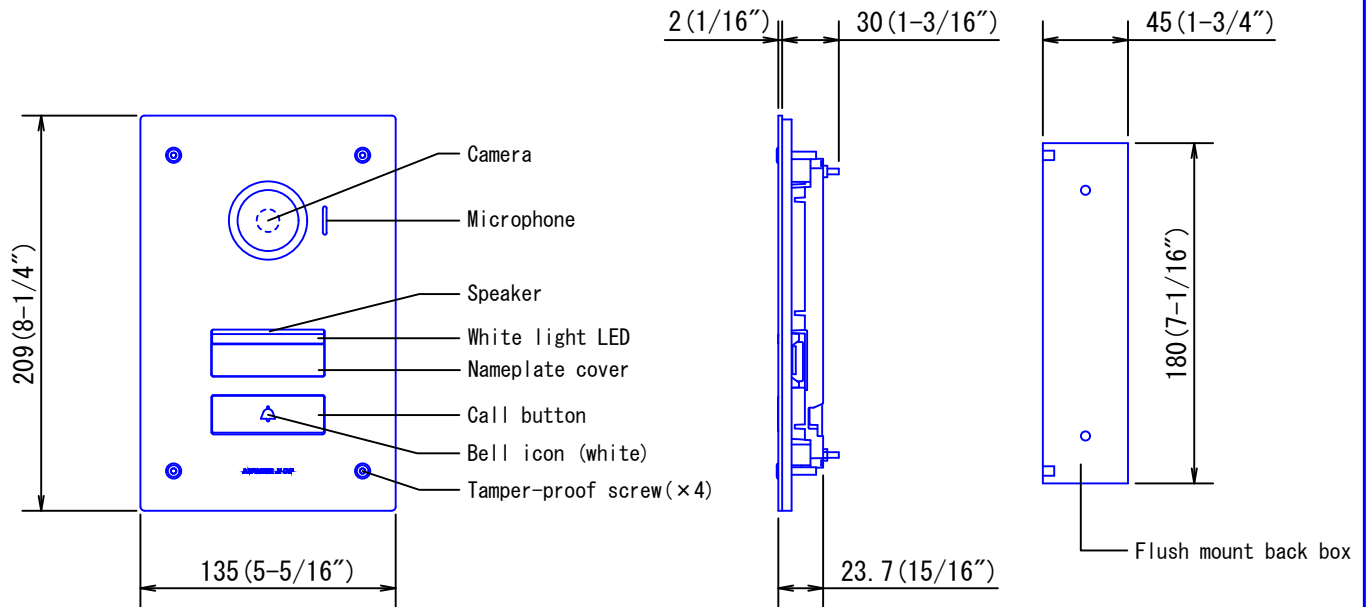 2(1/16″)
30(1-3/16″)
45(1-3/4″)
Camera
Microphone
209(8-1/4″)
Speaker
White light LED
Nameplate cover
Call button
Bell icon (white)
Tamper-proof screw(×4)
180(7-1/16″)
Flush mount back box
135(5-5/16″)
23.7(15/16″)